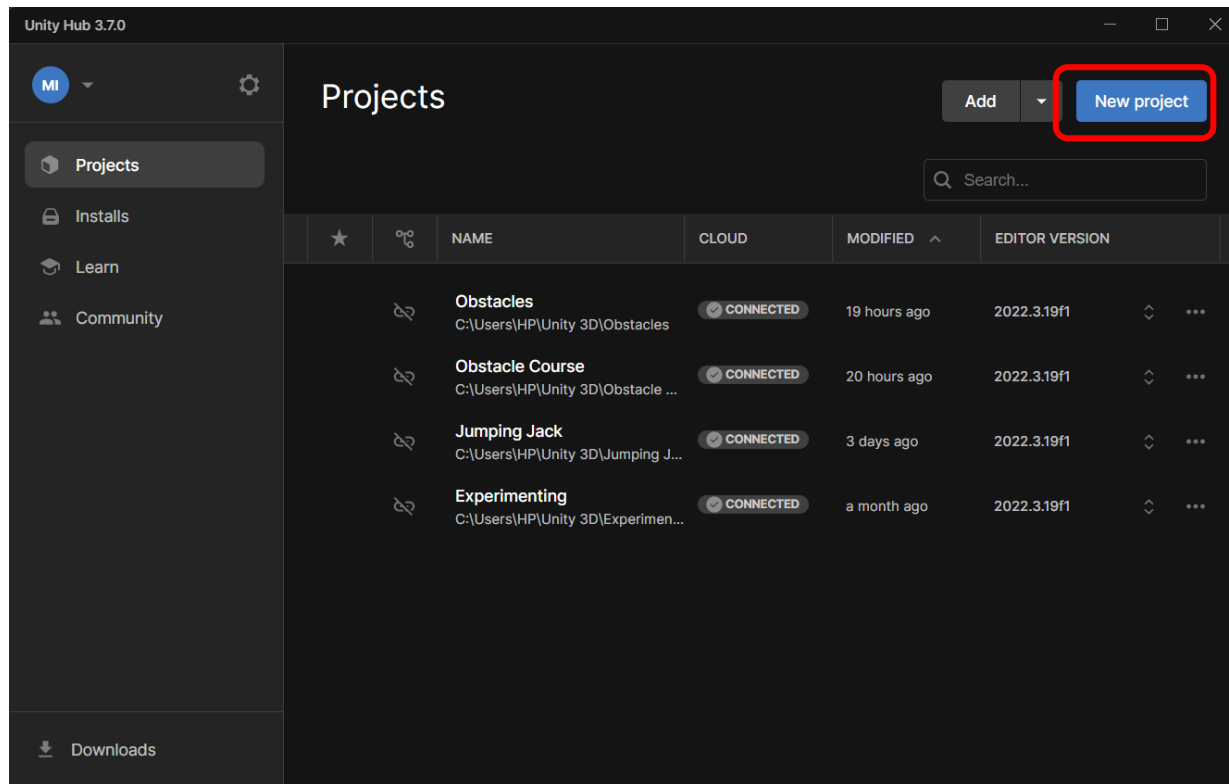 Unity Hub 3.7.0
MI
Projects
Add
New project
Projects
Installs
Learn
Community
Search...
NAME CLOUD MODIFIED EDITOR VERSION
Obstacles CONNECTED 19 hours ago 2022.3.19f1
C:\Users\HP\Unity 3D\Obstacles
Obstacle Course CONNECTED 20 hours ago 2022.3.19f1
C:\Users\HP\Unity 3D\Obstacle ...
Jumping Jack CONNECTED 3 days ago 2022.3.19f1
C:\Users\HP\Unity 3D\Jumping J...
Experimenting CONNECTED a month ago 2022.3.19f1
C:\Users\HP\Unity 3D\Experimen...
Downloads